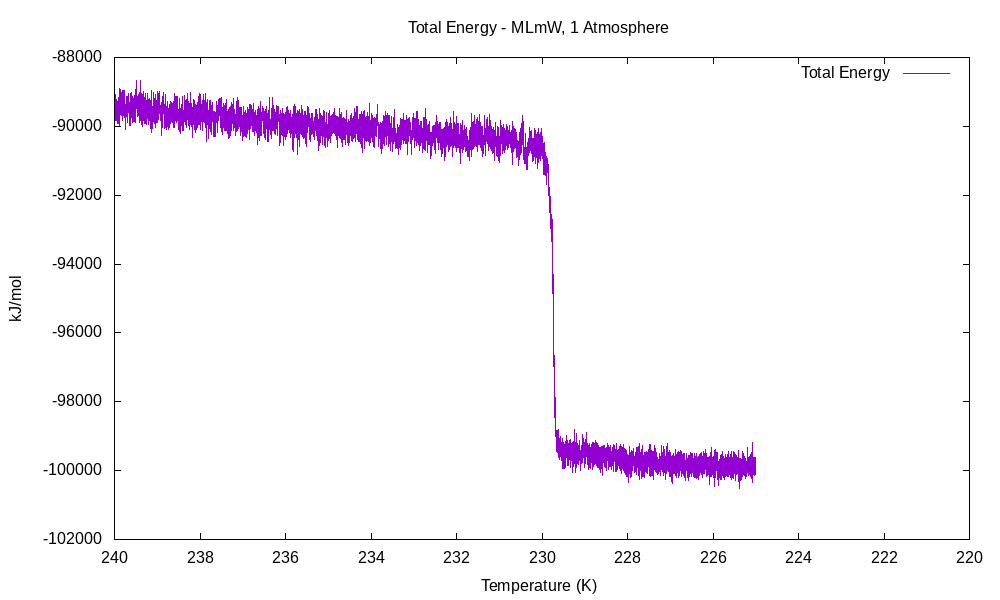 Total Energy - MLmW, 1 Atmosphere
-88000
Total Energy
-90000
-92000
-94000
kJ/mol
-96000
-98000
-100000
-102000
240 238 236 234 232 230 228 226 224 222 220
Temperature (K)